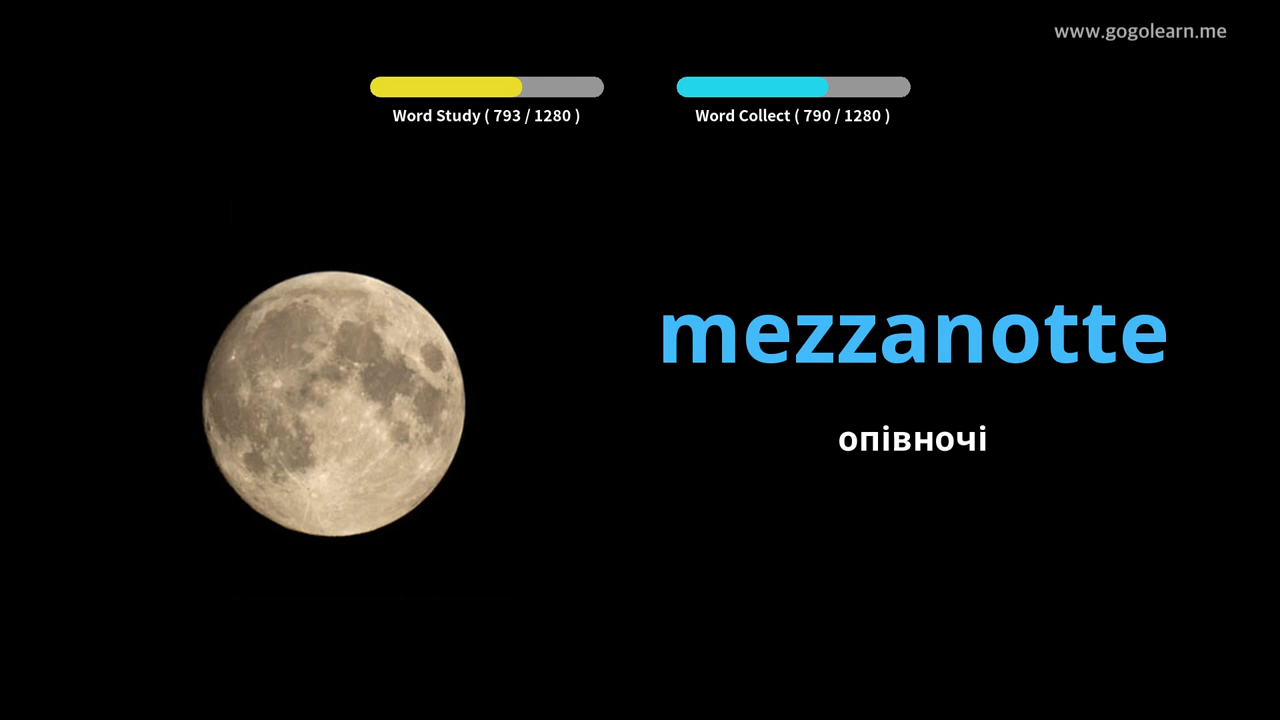 www.gogolearn.me
Word Study ( 793 / 1280 )
Word Collect ( 790 / 1280 )
mezzanotte
опівночі